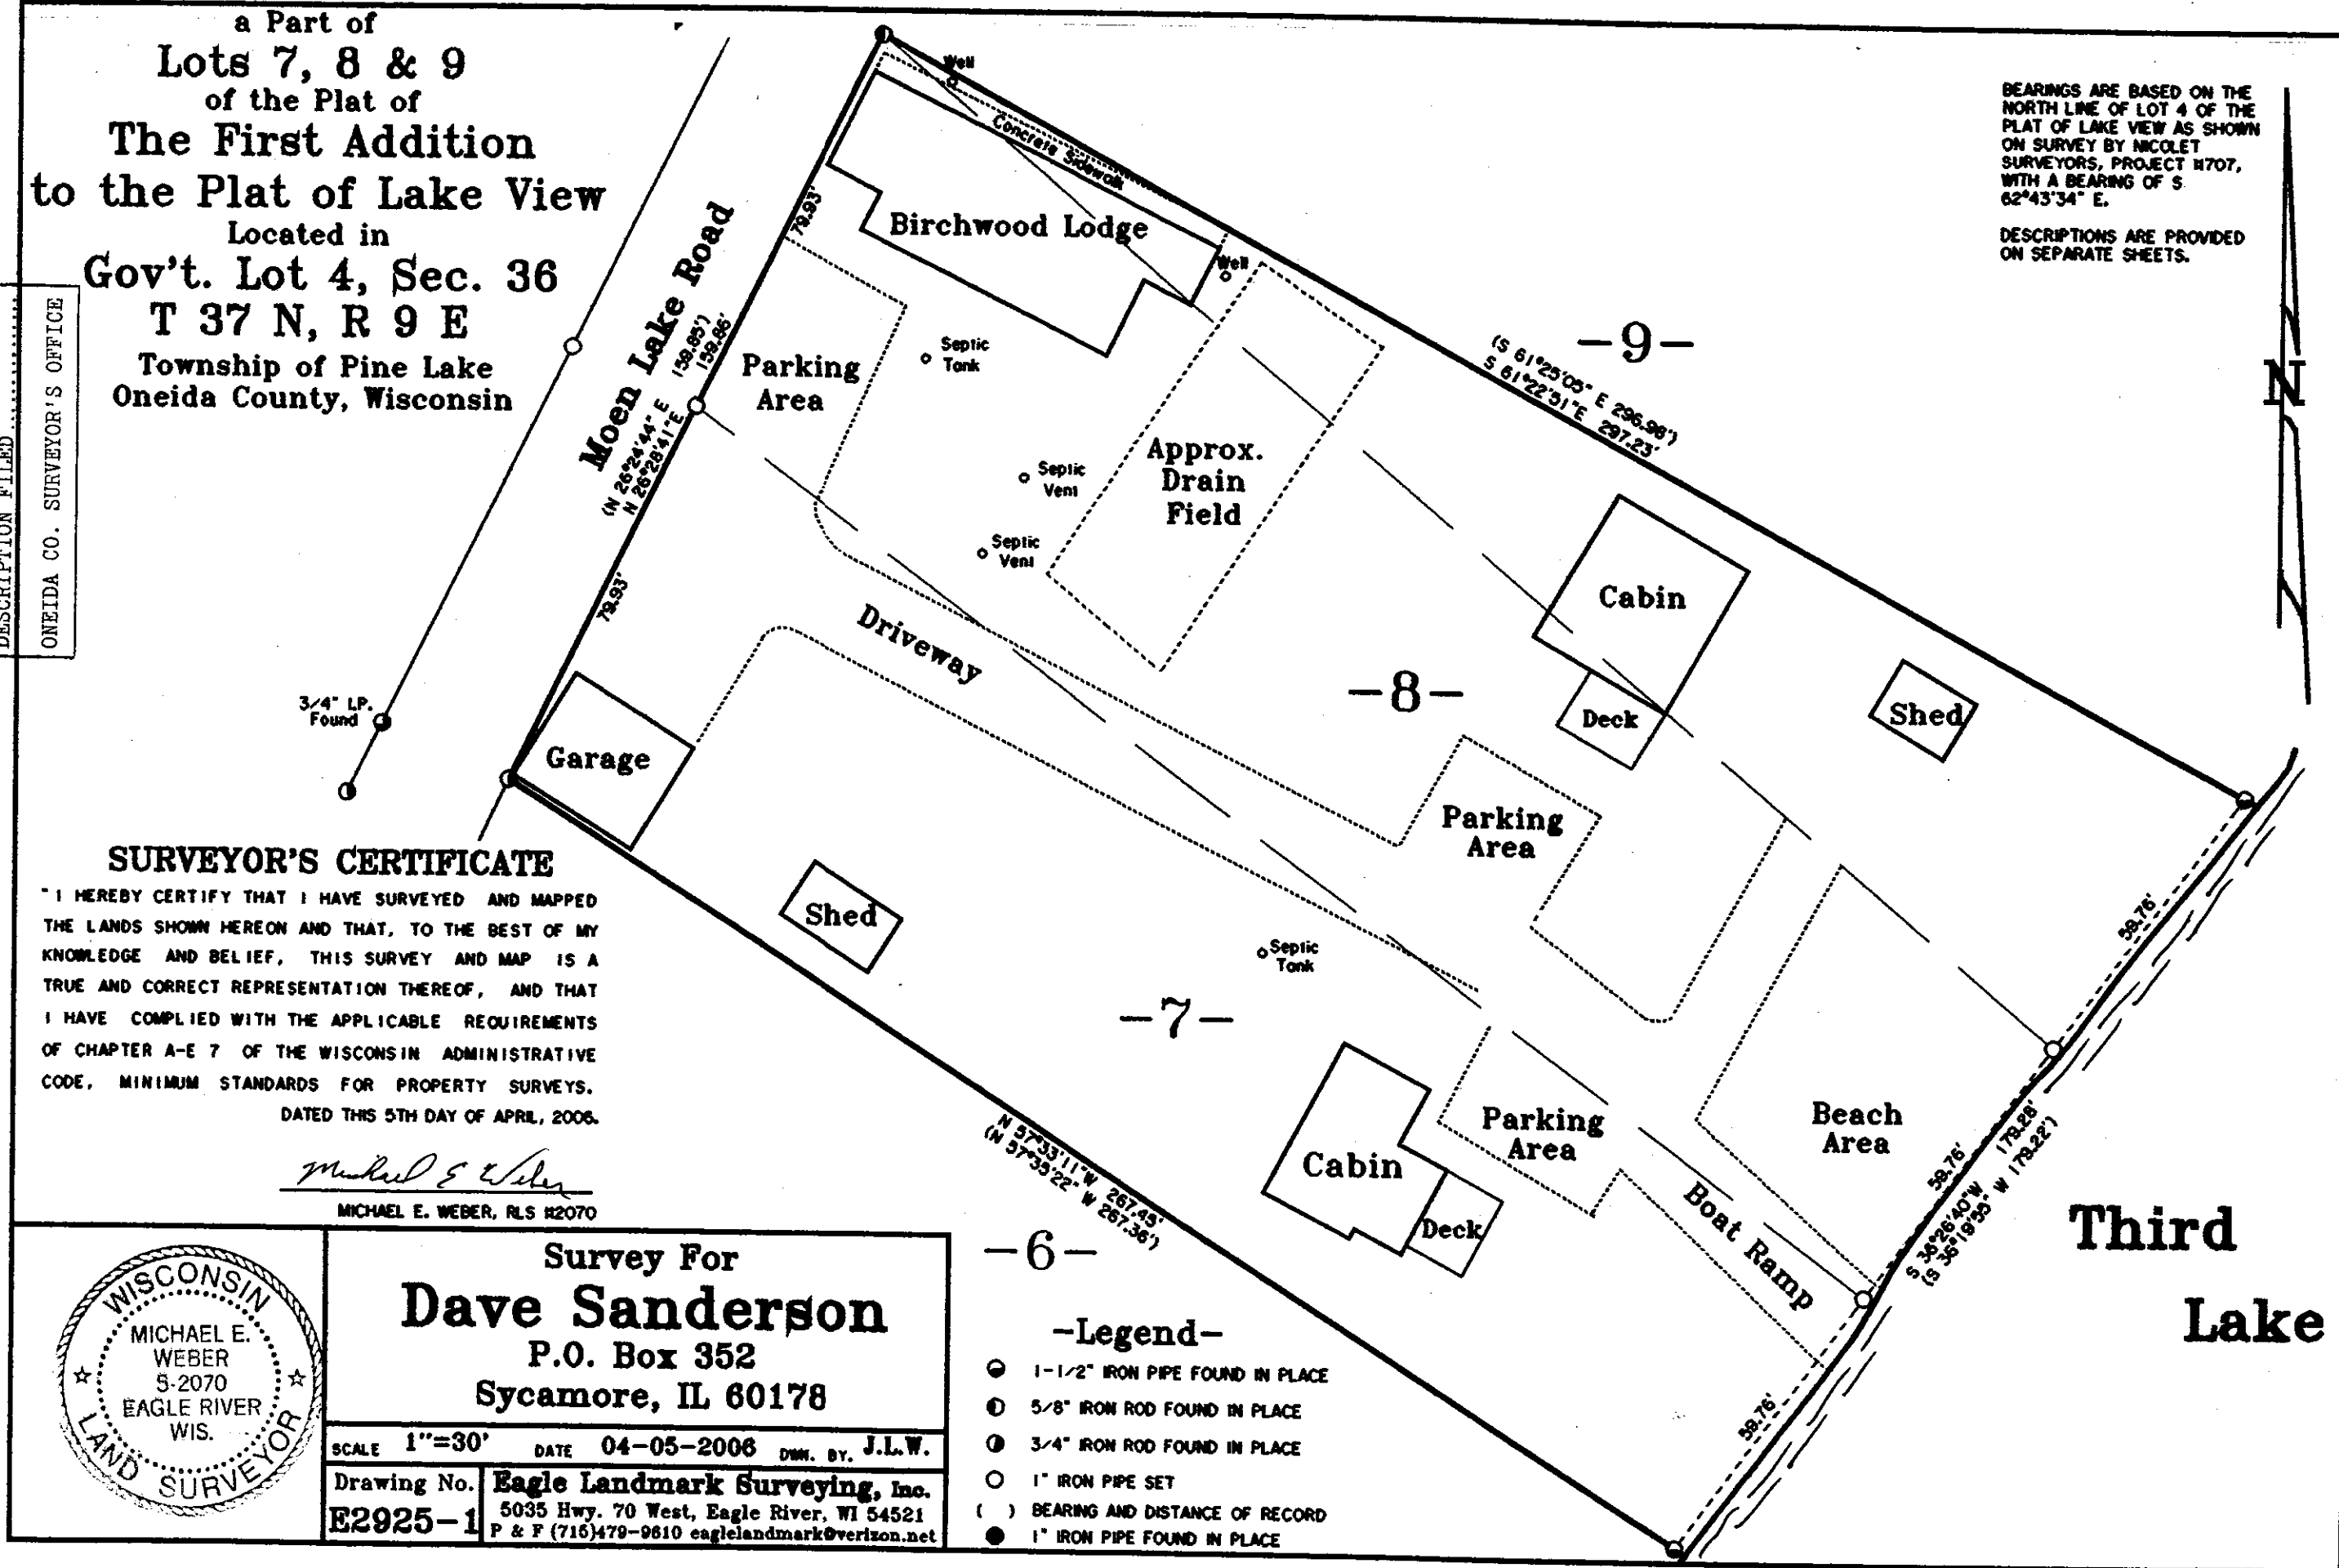 a Part of
Lots 7, 8 & 9
of the Plat of
The First Addition
to the Plat of Lake View
Located in
Gov't. Lot 4, Sec. 36
T 37 N, R 9 E
Township of Pine Lake
Oneida County, Wisconsin
DESCRIPTION FILED
ONEIDA CO. SURVEYOR'S OFFICE
BEARINGS ARE BASED ON THE
NORTH LINE OF LOT 4 OF THE
PLAT OF LAKE VIEW AS SHOWN
ON SURVEY BY NICOLET
SURVEYORS, PROJECT #1707,
WITH A BEARING OF S
62°43'34" E.
DESCRIPTIONS ARE PROVIDED
ON SEPARATE SHEETS.
N
Well
Concrete Sidewalk
Birchwood Lodge
Well
79.93'
Moen Lake Road
159.85')
159.86'
(N 26°24'44" E
N 26°28'41"E
79.93'
Parking
Area
Septic
Tank
Septic
Vent
Septic
Vent
Approx.
Drain
Field
-9-
(S 61°25'05" E 296.98')
S 61°22'51"E 297.23'
Cabin
Deck
Shed
-8-
Driveway
3/4" I.P.
Found
Garage
Parking
Area
Shed
Septic
Tank
-7-
59.76'
Cabin
Deck
Parking
Area
Beach
Area
Boat Ramp
59.76'
179.28'
S 36°26'40"W
(S 36°19'55" W 179.22')
59.76'
N 57°33'11"W 267.45'
(N 57°35'22" W 267.36')
-6-
Third
Lake
SURVEYOR'S CERTIFICATE
"I HEREBY CERTIFY THAT I HAVE SURVEYED AND MAPPED
THE LANDS SHOWN HEREON AND THAT, TO THE BEST OF MY
KNOWLEDGE AND BELIEF, THIS SURVEY AND MAP IS A
TRUE AND CORRECT REPRESENTATION THEREOF, AND THAT
I HAVE COMPLIED WITH THE APPLICABLE REQUIREMENTS
OF CHAPTER A-E 7 OF THE WISCONSIN ADMINISTRATIVE
CODE, MINIMUM STANDARDS FOR PROPERTY SURVEYS.
DATED THIS 5TH DAY OF APRIL, 2006.
Michael E Weber
MICHAEL E. WEBER, RLS #2070
WISCONSIN
MICHAEL E.
WEBER
S-2070
EAGLE RIVER
WIS.
LAND SURVEYOR
Survey For
Dave Sanderson
P.O. Box 352
Sycamore, IL 60178
SCALE 1"=30' DATE 04-05-2006 DWN. BY. J.L.W.
Drawing No.
E2925-1
Eagle Landmark Surveying, Inc.
5035 Hwy. 70 West, Eagle River, WI 54521
P & F (715)479-9610 eaglelandmark@verizon.net
-Legend-
1-1/2" IRON PIPE FOUND IN PLACE
5/8" IRON ROD FOUND IN PLACE
3/4" IRON ROD FOUND IN PLACE
1" IRON PIPE SET
( ) BEARING AND DISTANCE OF RECORD
1" IRON PIPE FOUND IN PLACE